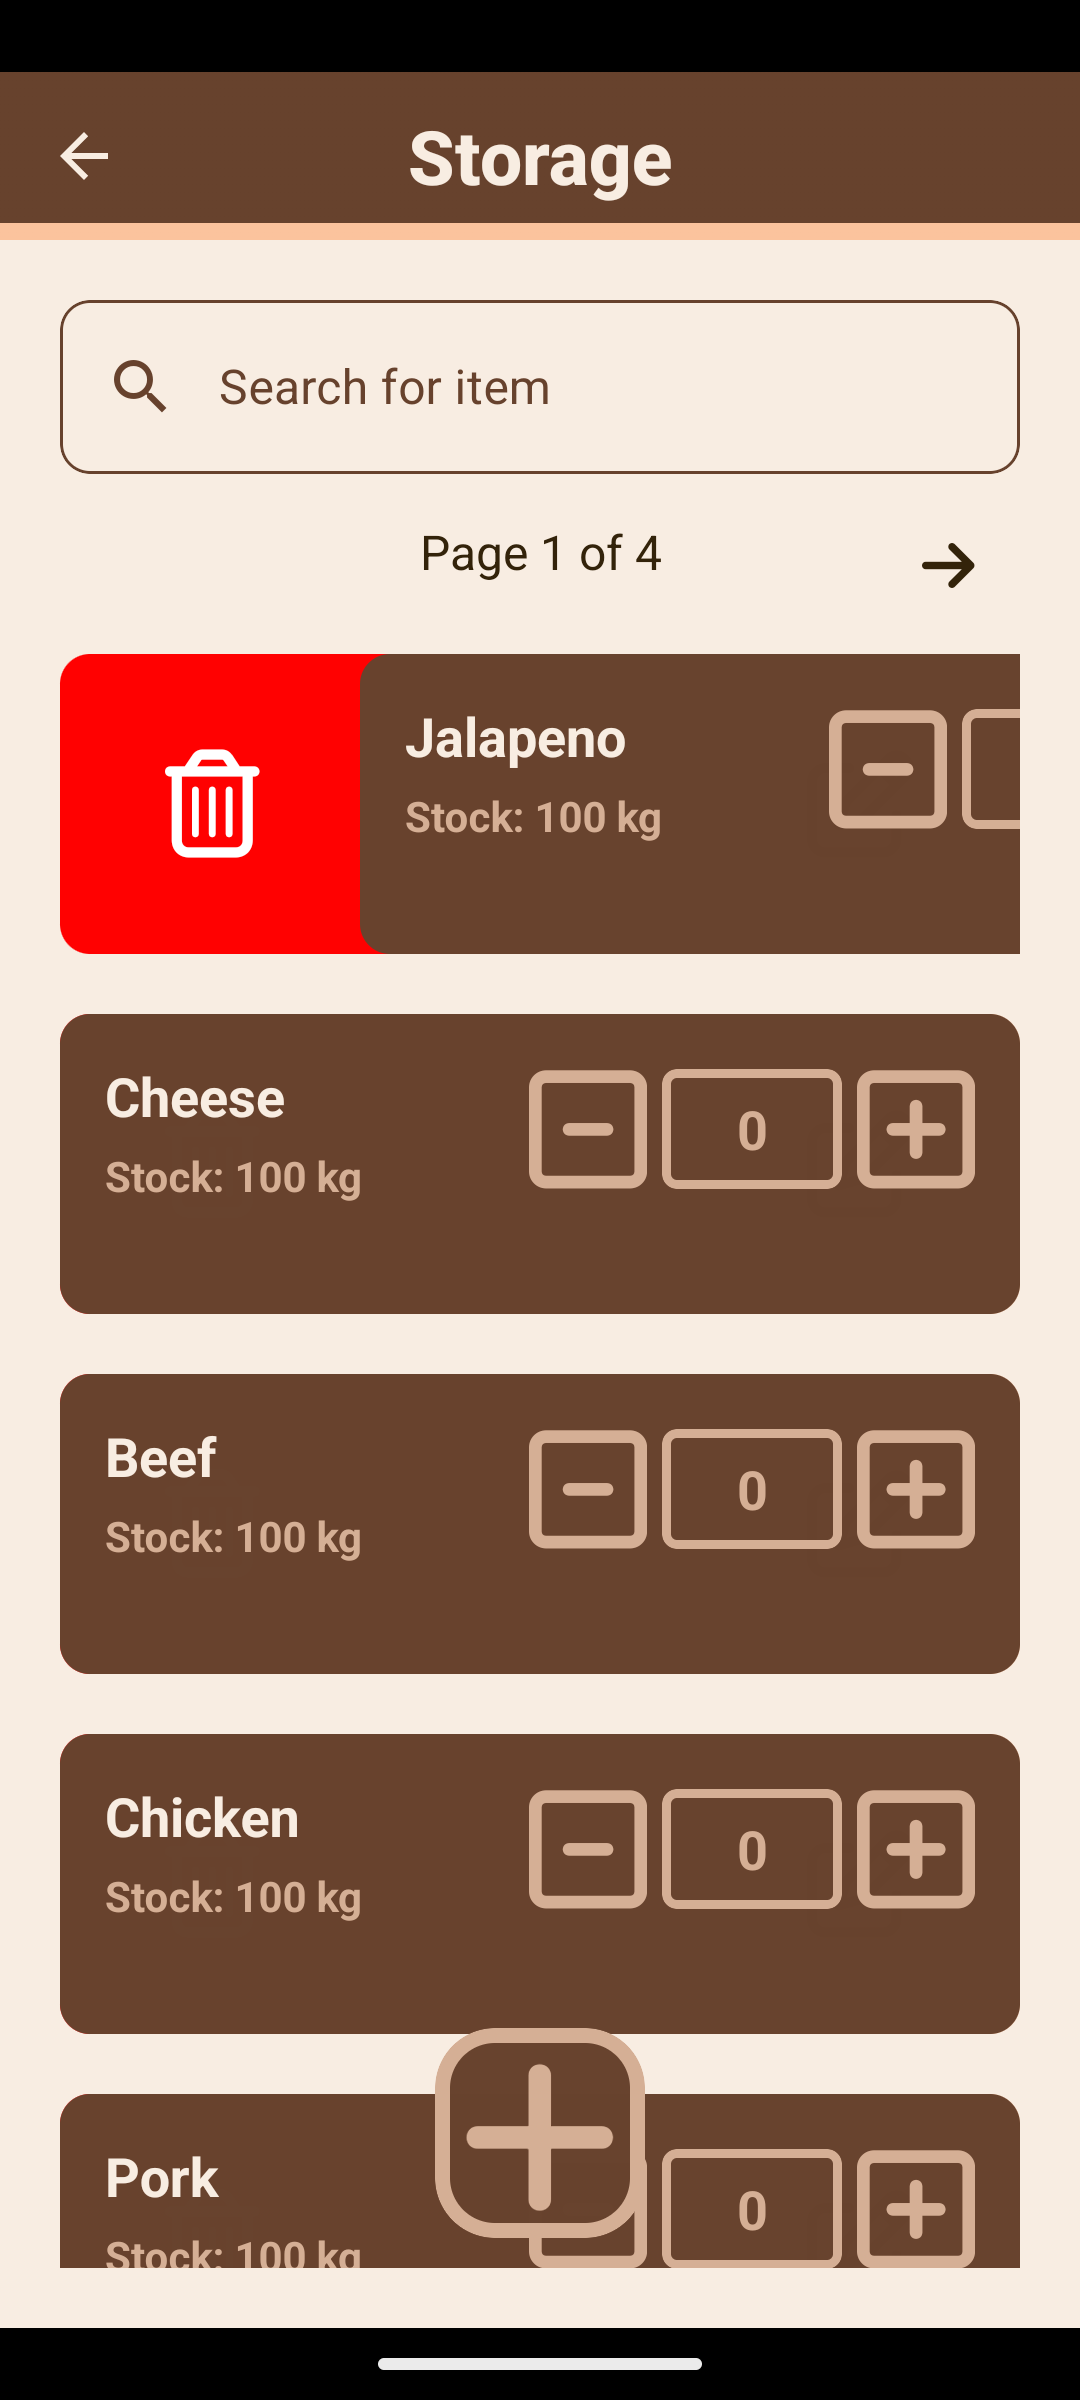 Storage
Search for item
Page 1 of 4
Jalapeno
Stock: 100 kg
Cheese
Stock: 100 kg
0
Beef
Stock: 100 kg
0
Chicken
Stock: 100 kg
0
Pork
Stock: 100 kg
0